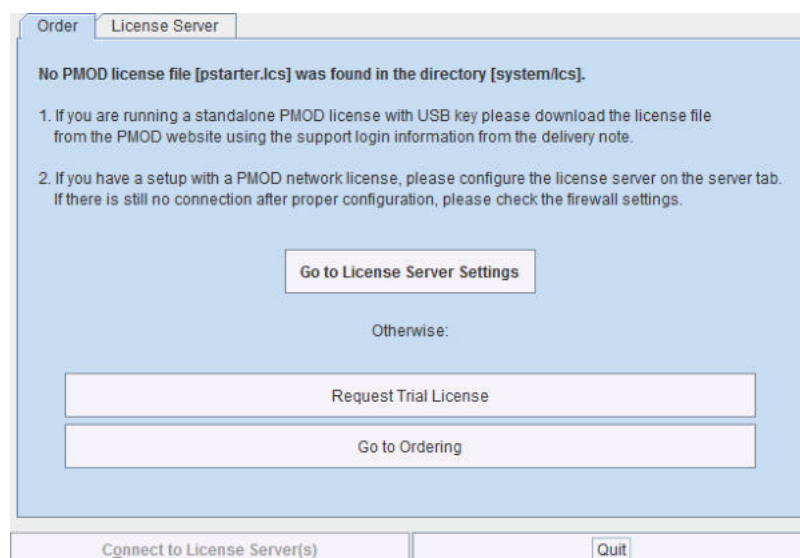 Order
License Server
No PMOD license file [pstarter.lcs] was found in the directory [system/lcs].
1. If you are running a standalone PMOD license with USB key please download the license file
from the PMOD website using the support login information from the delivery note.
2. If you have a setup with a PMOD network license, please configure the license server on the server tab.
If there is still no connection after proper configuration, please check the firewall settings.
Go to License Server Settings
Otherwise:
Request Trial License
Go to Ordering
Connect to License Server(s)
Quit